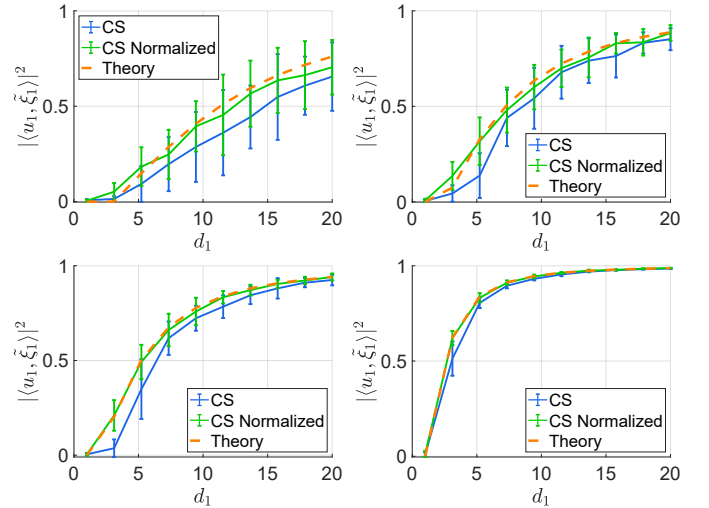 1
0.5
0
|⟨u₁, ξ̃₁⟩|²
CS
CS Normalized
Theory
0 5 10 15 20
d₁
1
0.5
0
|⟨u₁, ξ̃₁⟩|²
CS
CS Normalized
Theory
0 5 10 15 20
d₁
1
0.5
0
|⟨u₁, ξ̃₁⟩|²
CS
CS Normalized
Theory
0 5 10 15 20
d₁
1
0.5
0
|⟨u₁, ξ̃₁⟩|²
CS
CS Normalized
Theory
0 5 10 15 20
d₁